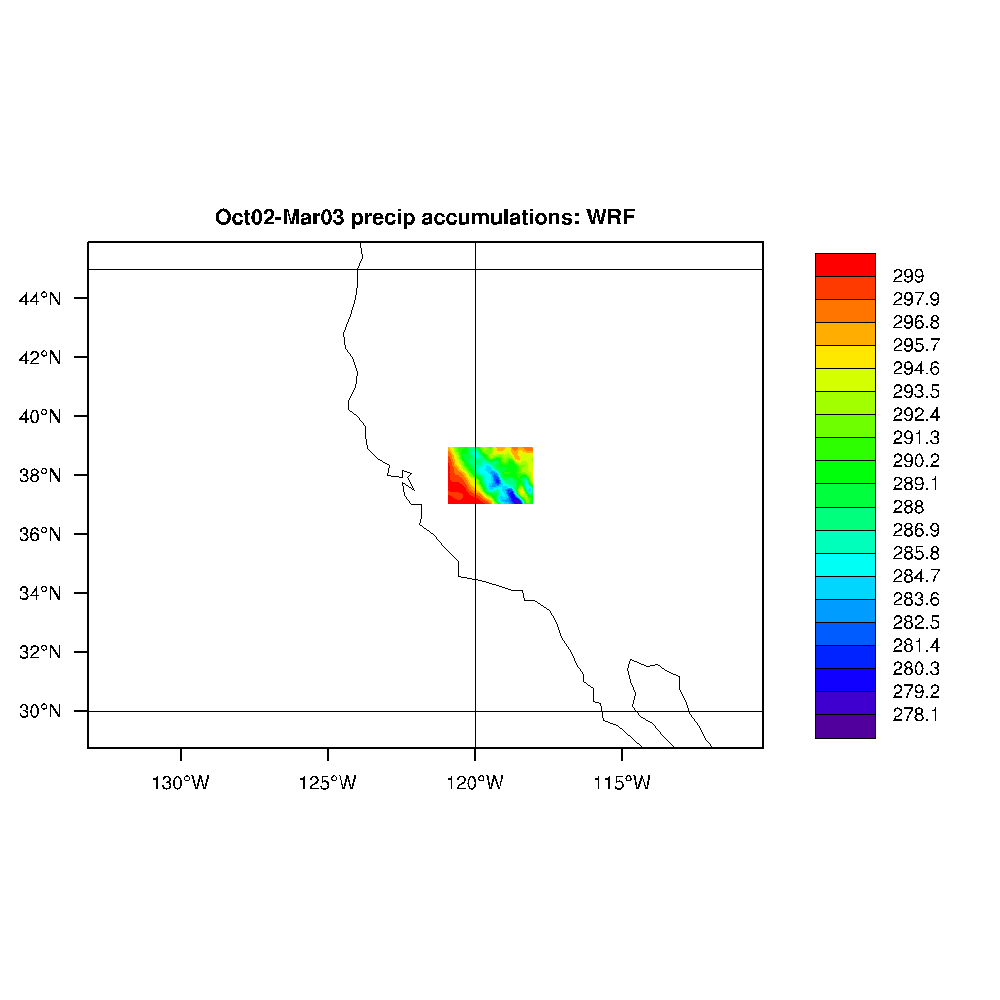 Oct02-Mar03 precip accumulations: WRF
44°N
42°N
40°N
38°N
36°N
34°N
32°N
30°N
130°W 125°W 120°W 115°W
299
297.9
296.8
295.7
294.6
293.5
292.4
291.3
290.2
289.1
288
286.9
285.8
284.7
283.6
282.5
281.4
280.3
279.2
278.1